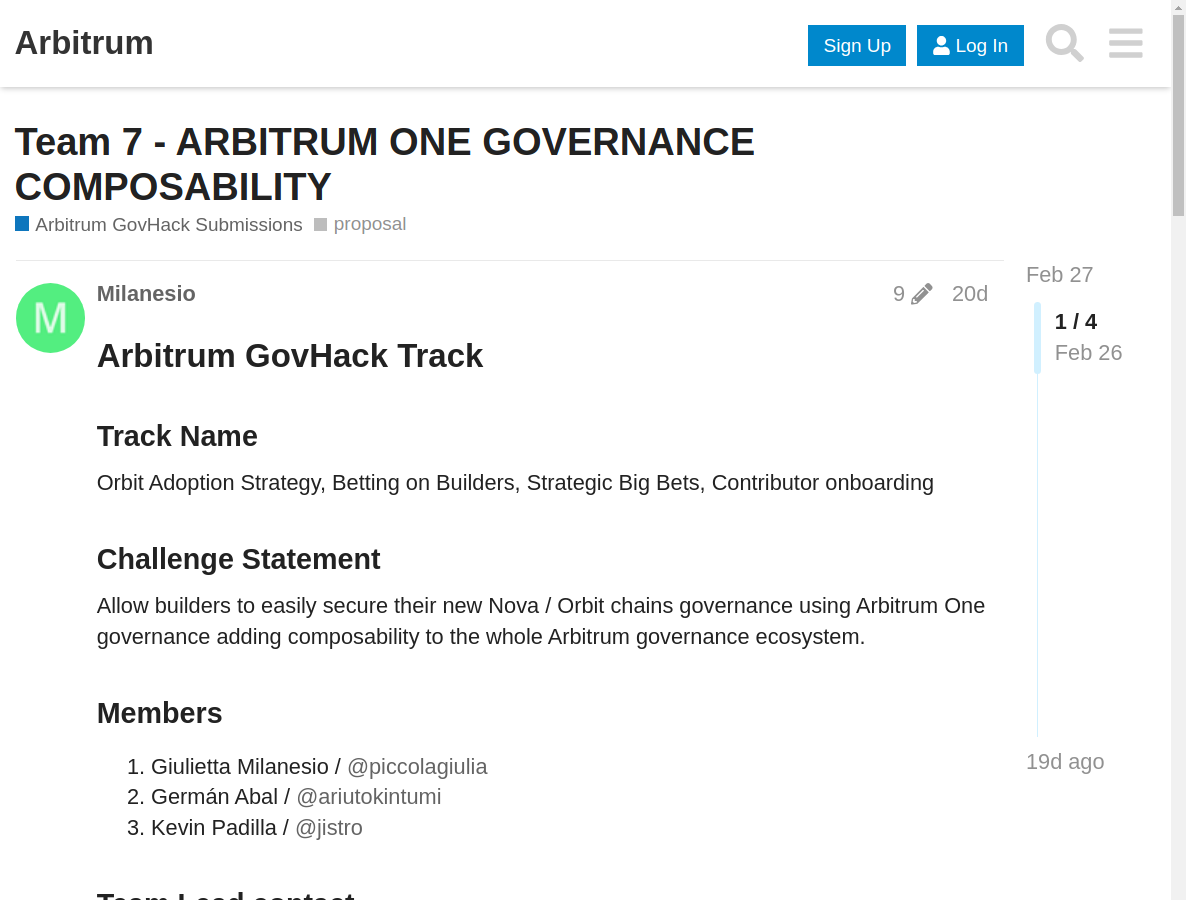 Arbitrum
Sign Up
Log In
Team 7 - ARBITRUM ONE GOVERNANCE
COMPOSABILITY
Arbitrum GovHack Submissions proposal
Milanesio
9
20d
Feb 27
1 / 4
Feb 26
Arbitrum GovHack Track
Track Name
Orbit Adoption Strategy, Betting on Builders, Strategic Big Bets, Contributor onboarding
Challenge Statement
Allow builders to easily secure their new Nova / Orbit chains governance using Arbitrum One
governance adding composability to the whole Arbitrum governance ecosystem.
Members
1. Giulietta Milanesio / @piccolagiulia
2. Germán Abal / @ariutokintumi
3. Kevin Padilla / @jistro
19d ago
Team Lead contact
M